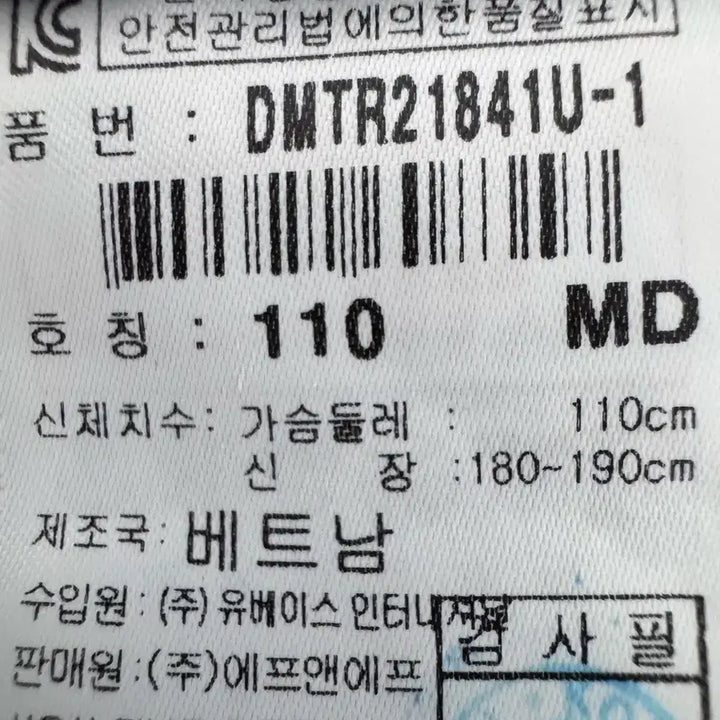 안전관리법에의한품질표시
품 번 : DMTR21841U-1
호 칭 : 110 MD
신체치수: 가슴둘레 : 110cm
신 장 :180~190cm
제조국: 베트남
수입원 : (주) 유베이스 인터내셔널
판매원 :(주)에프앤에프
검 사 필